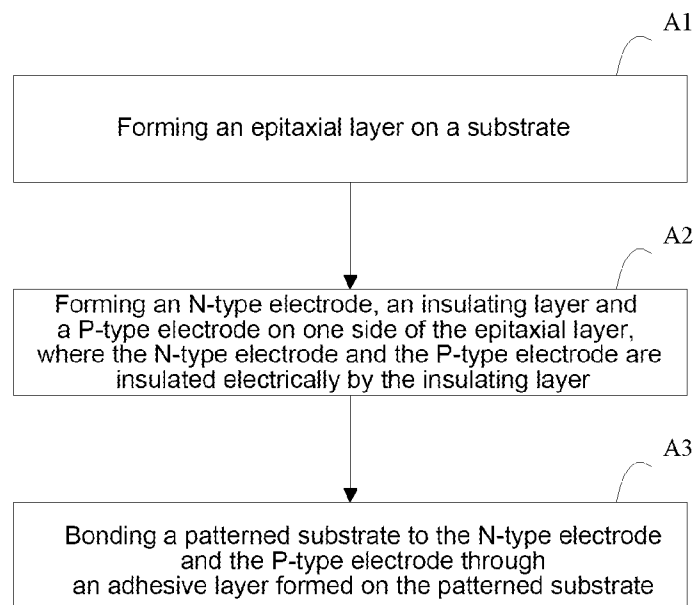 A1
Forming an epitaxial layer on a substrate
A2
Forming an N-type electrode, an insulating layer and
a P-type electrode on one side of the epitaxial layer,
where the N-type electrode and the P-type electrode are
insulated electrically by the insulating layer
A3
Bonding a patterned substrate to the N-type electrode
and the P-type electrode through
an adhesive layer formed on the patterned substrate